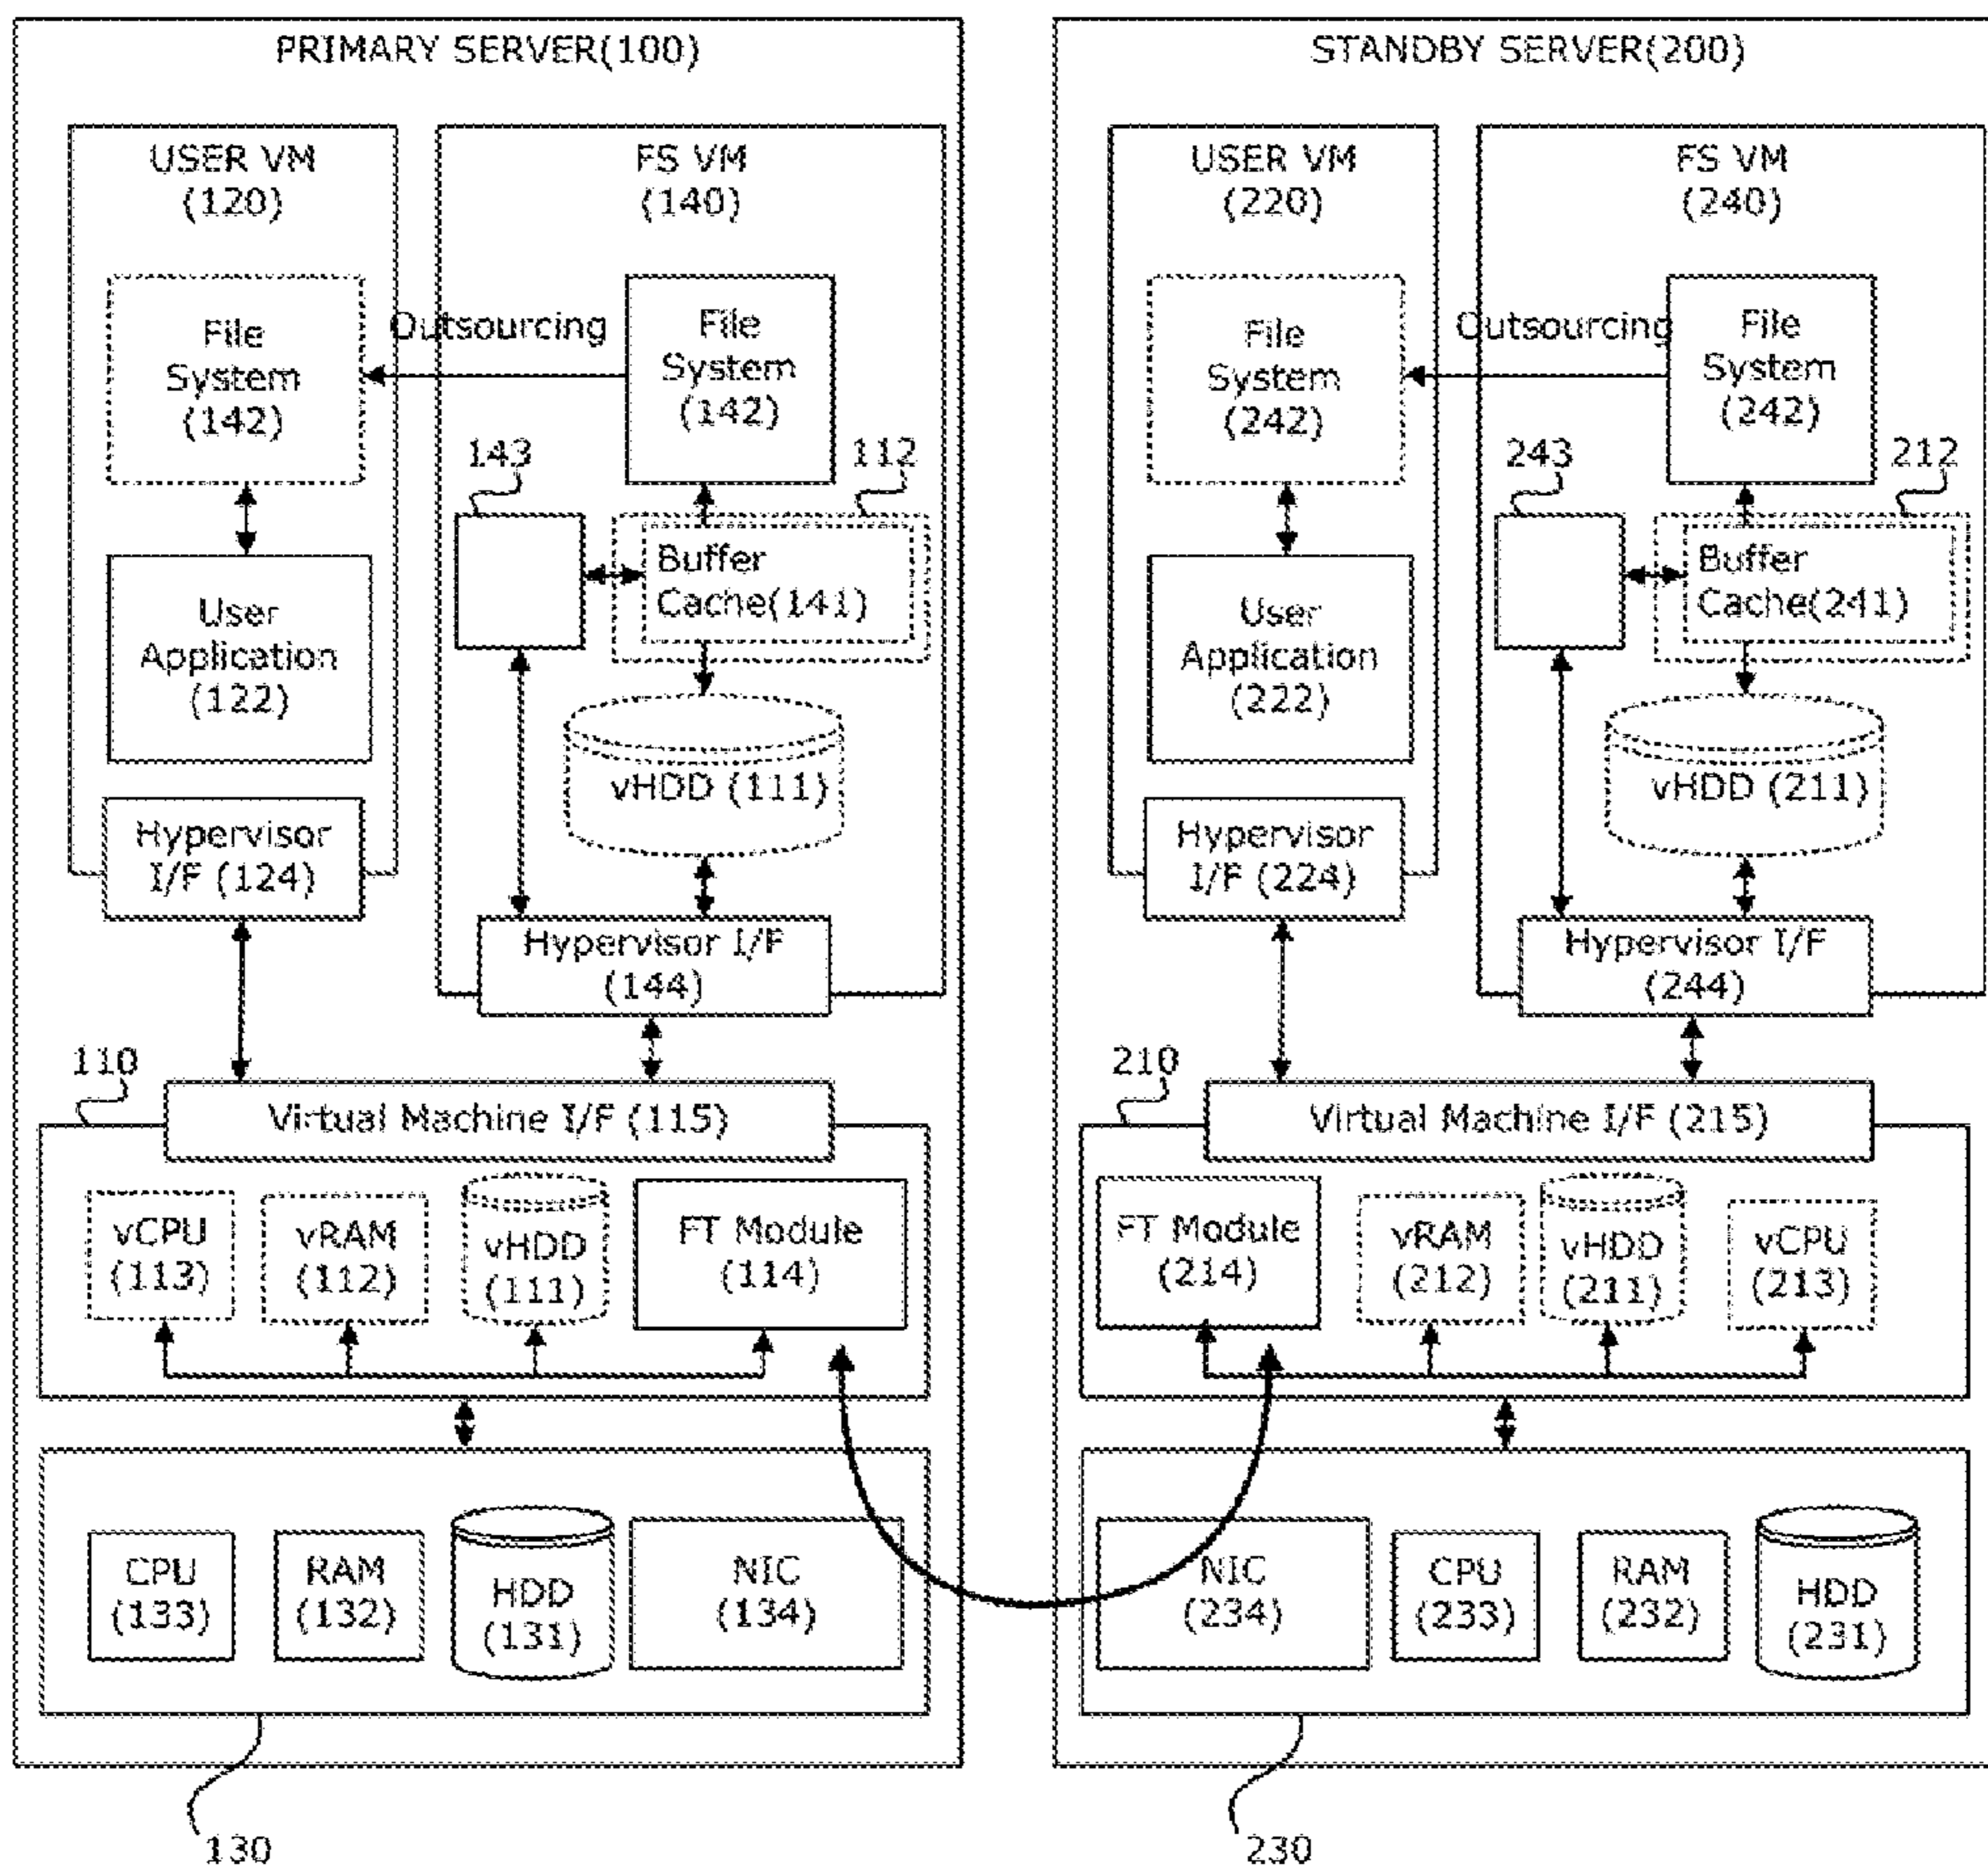 PRIMARY SERVER(100)
USER VM
(120)
File
System
(142)
User
Application
(122)
Hypervisor
I/F (124)
FS VM
(140)
Outsourcing
File
System
(142)
143
112
Buffer
Cache(141)
vHDD (111)
Hypervisor I/F
(144)
110
Virtual Machine I/F (115)
vCPU
(113)
vRAM
(112)
vHDD
(111)
FT Module
(114)
CPU
(133)
RAM
(132)
HDD
(131)
NIC
(134)
130
STANDBY SERVER(200)
USER VM
(220)
File
System
(242)
User
Application
(222)
Hypervisor
I/F (224)
FS VM
(240)
Outsourcing
File
System
(242)
243
212
Buffer
Cache(241)
vHDD (211)
Hypervisor I/F
(244)
210
Virtual Machine I/F (215)
FT Module
(214)
vRAM
(212)
vHDD
(211)
vCPU
(213)
NIC
(234)
CPU
(233)
RAM
(232)
HDD
(231)
230